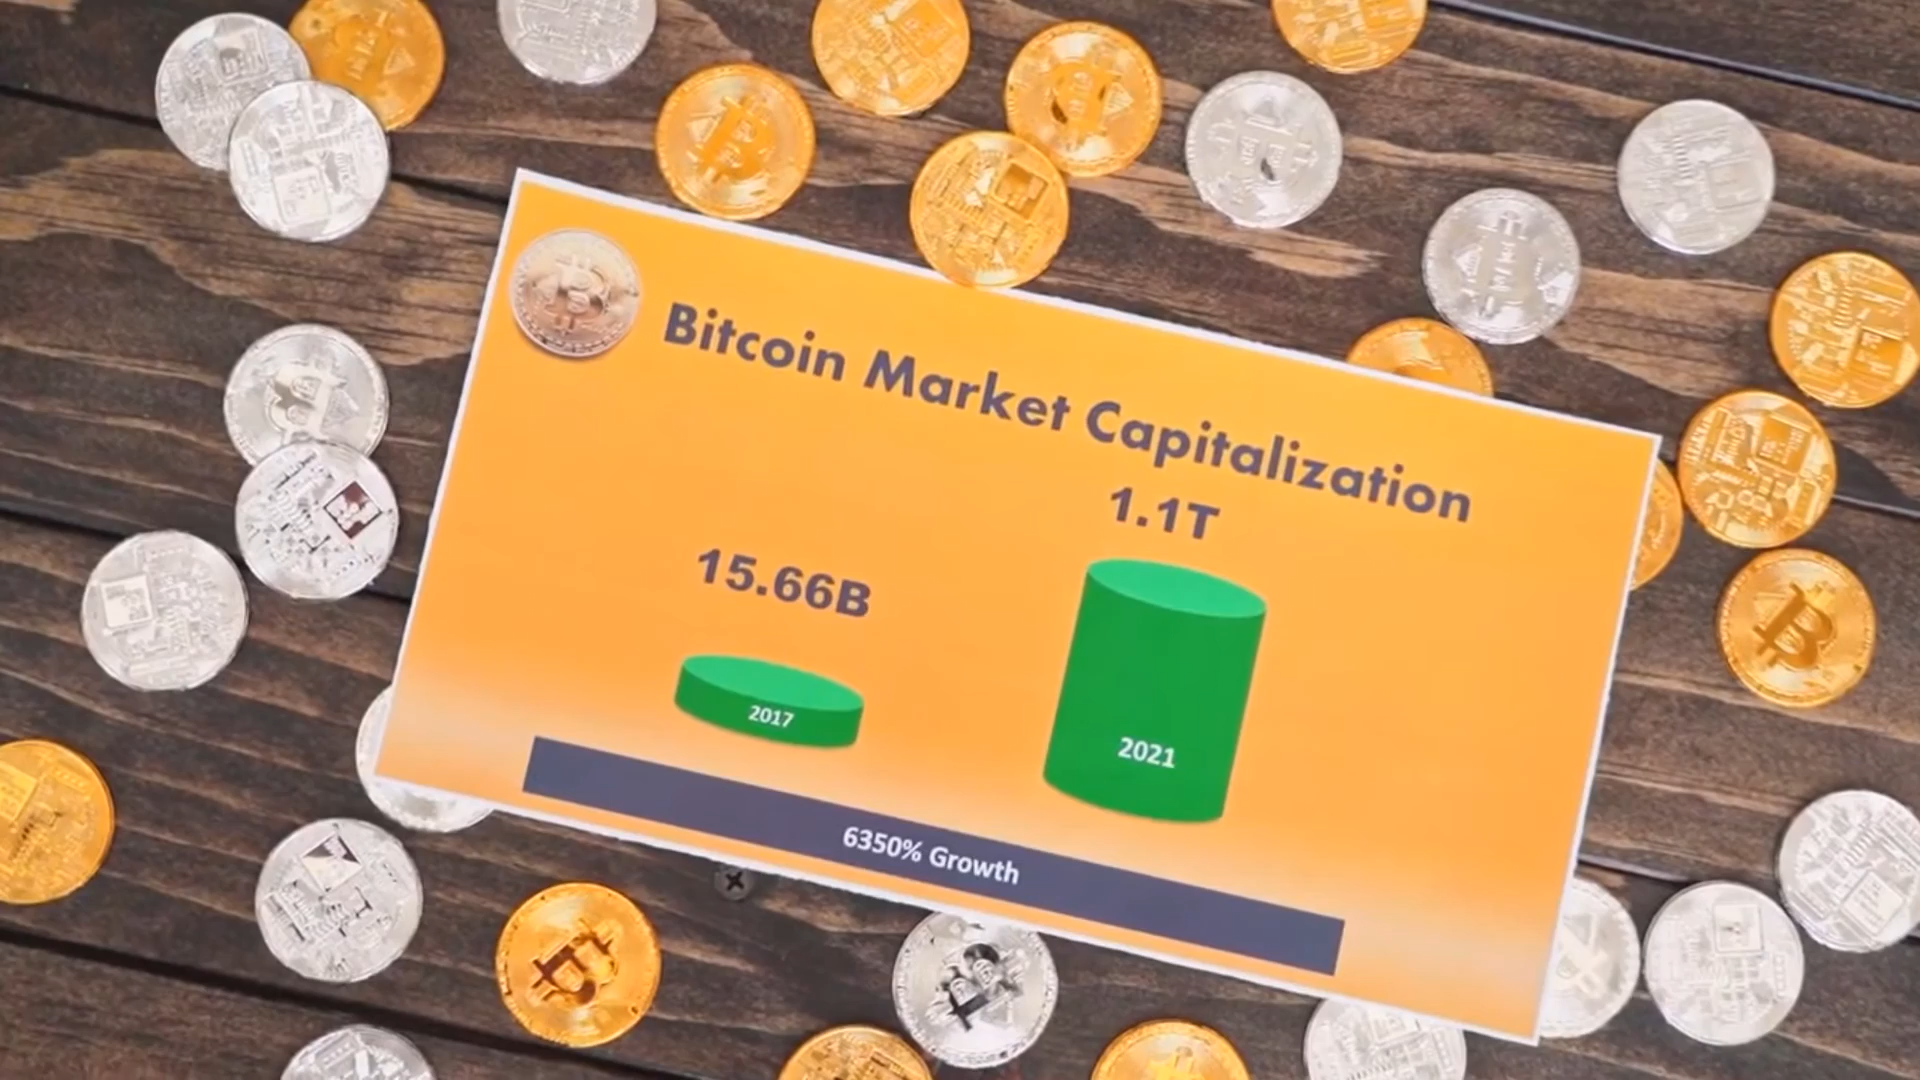 Bitcoin Market Capitalization
1.1T
15.66B
2017
2021
6350% Growth